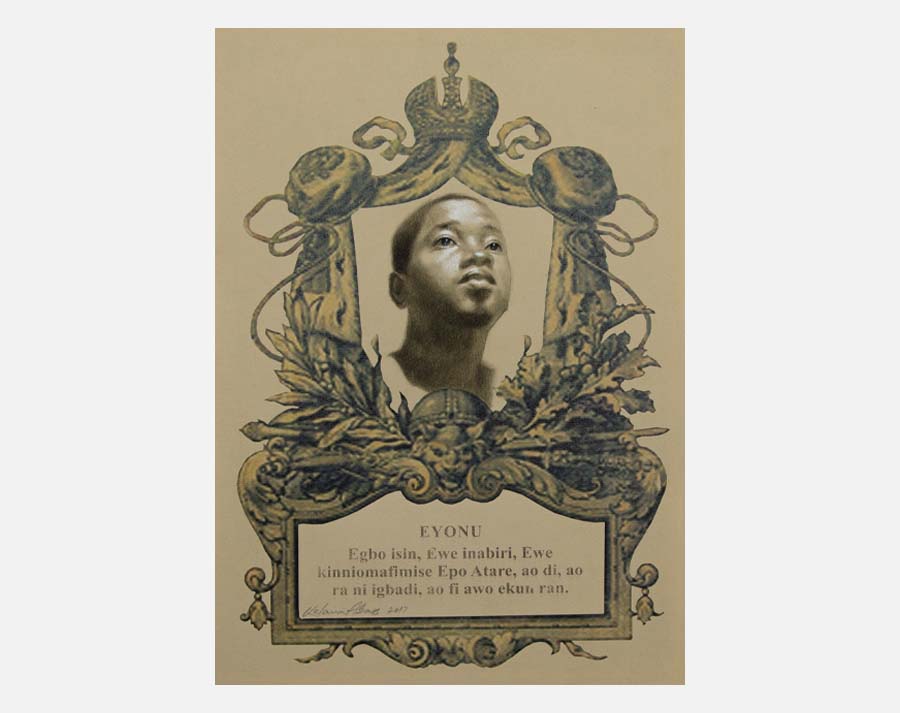 EYONU
Egbo isin, Ewe inabiri, Ewe
kinniomafimise Epo Atare, ao di, ao
ra ni igbadi, ao fi awo ekun ran.
2017